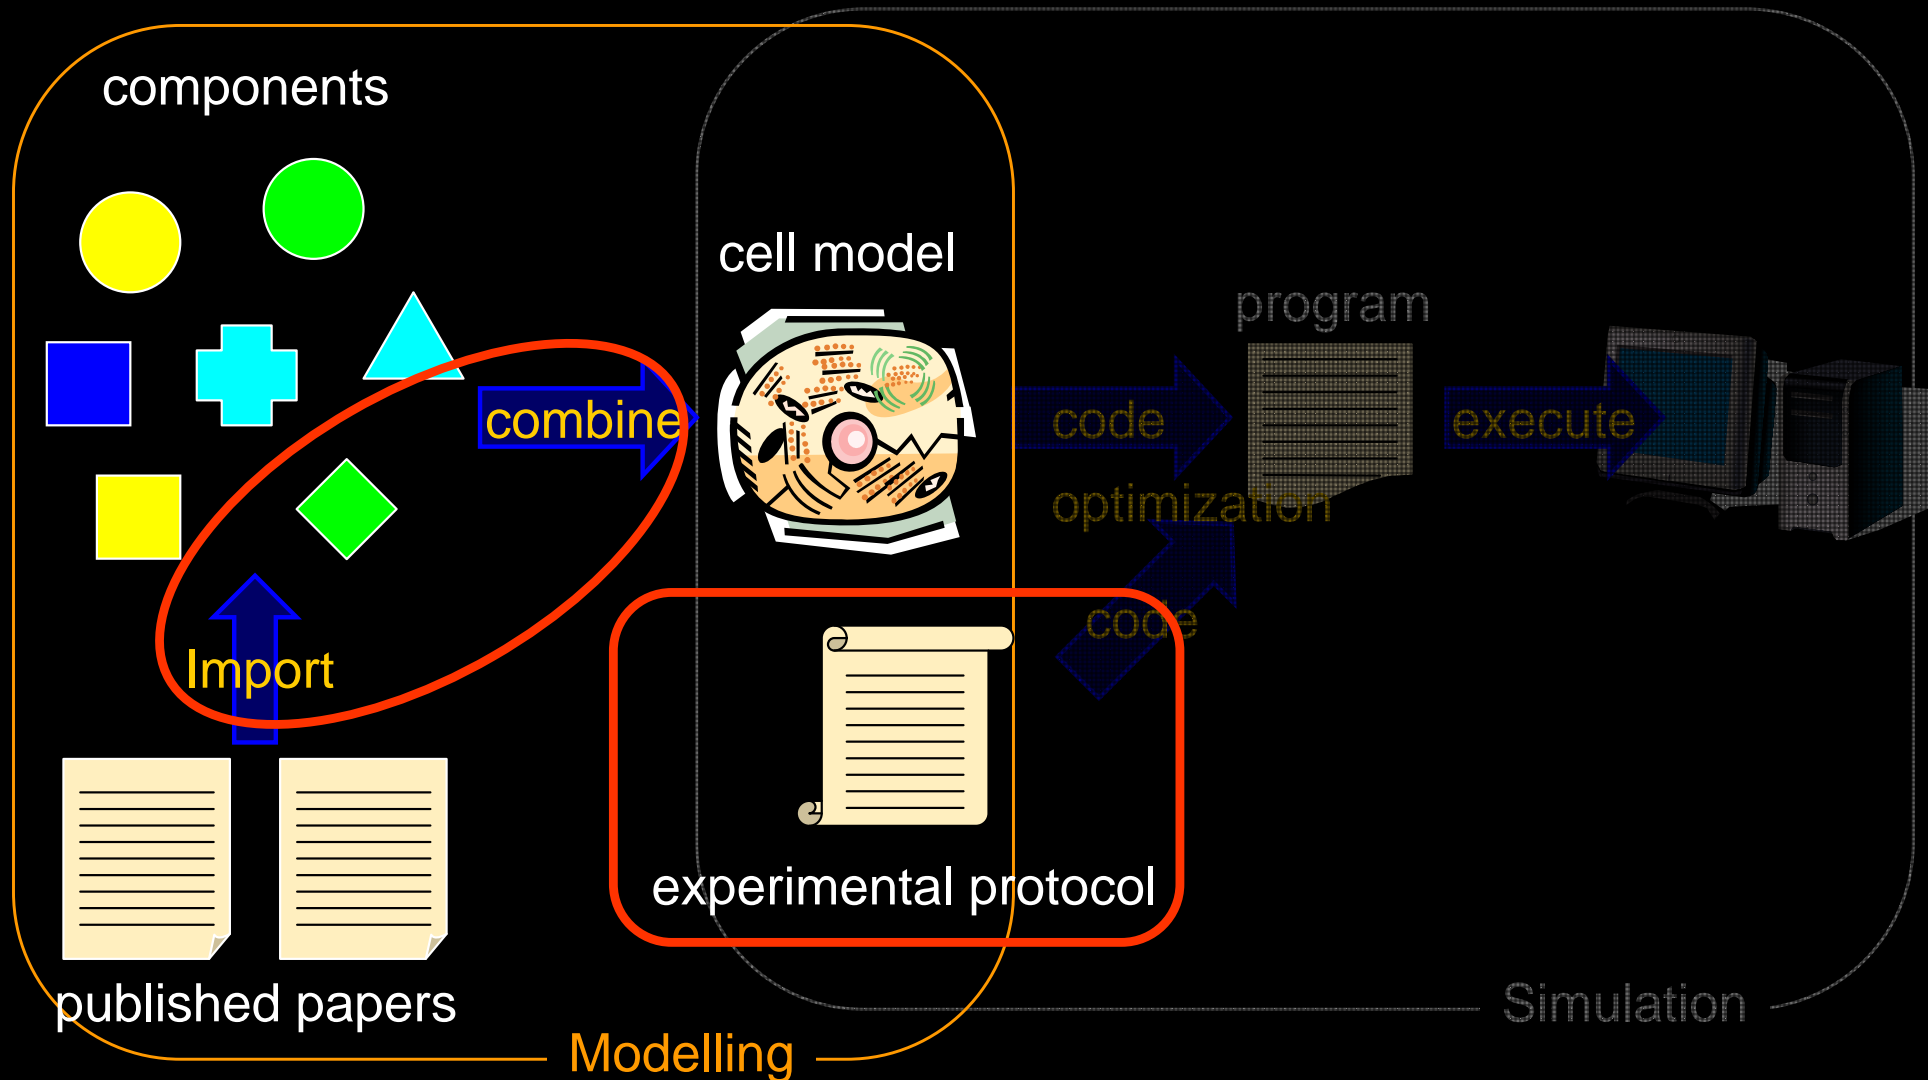 components
cell model
program
combine
code
execute
optimization
code
Import
experimental protocol
published papers
Simulation
Modelling